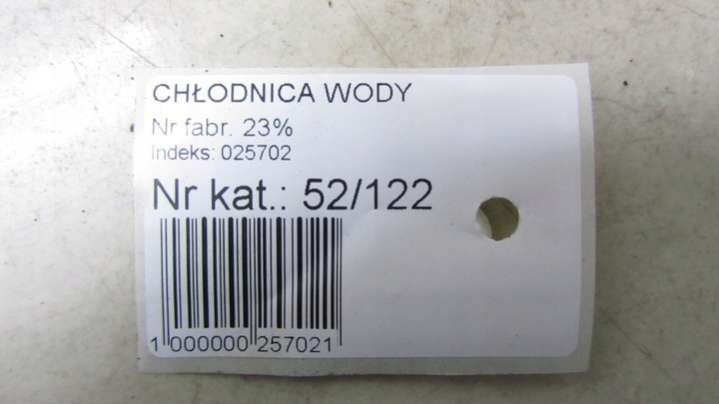 CHŁODNICA WODY
Nr fabr. 23%
Indeks: 025702
Nr kat.: 52/122
1 000000 257021